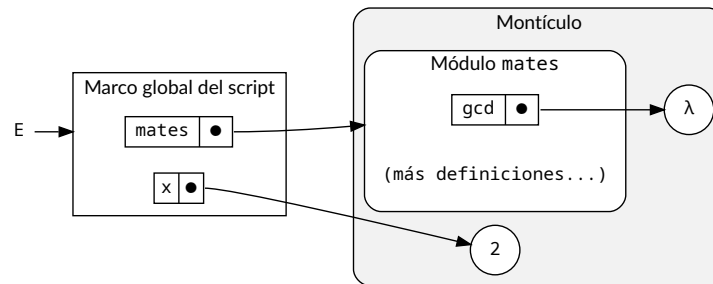 Montículo
Marco global del script
Módulo mates
E
mates
gcd
λ
x
(más definiciones...)
2